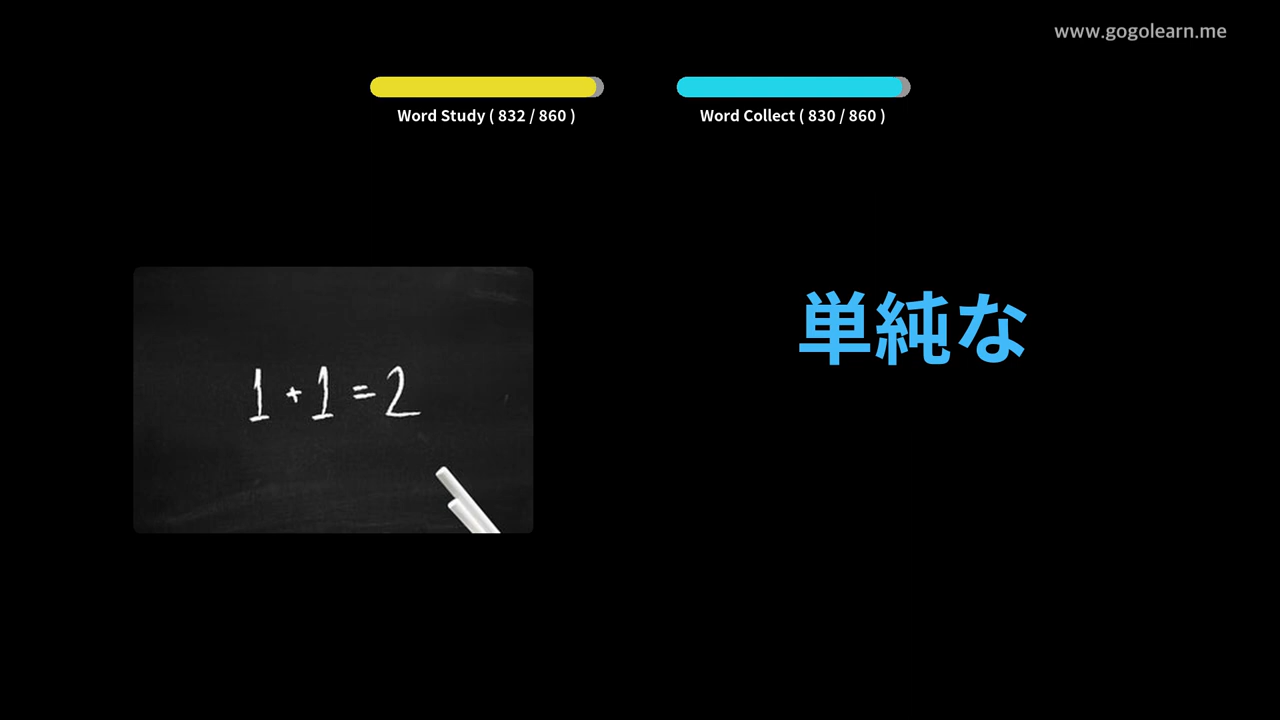 www.gogolearn.me
Word Study ( 832 / 860 )
Word Collect ( 830 / 860 )
1 + 1 = 2
単純な